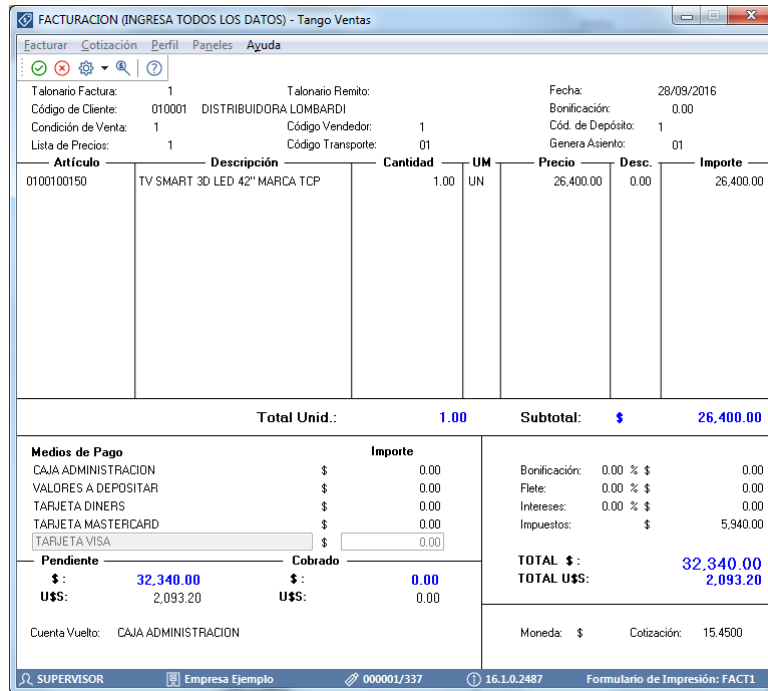 FACTURACION (INGRESA TODOS LOS DATOS) - Tango Ventas
Facturar Cotización Perfil Paneles Ayuda
Talonario Factura: 1 Talonario Remito: Fecha: 28/09/2016
Código de Cliente: 010001 DISTRIBUIDORA LOMBARDI Bonificación: 0.00
Condición de Venta: 1 Código Vendedor: 1 Cód. de Depósito: 1
Lista de Precios: 1 Código Transporte: 01 Genera Asiento: 01
Artículo Descripción Cantidad UM Precio Desc. Importe
0100100150 TV SMART 3D LED 42" MARCA TCP 1.00 UN 26,400.00 0.00 26,400.00
Total Unid.: 1.00 Subtotal: $ 26,400.00
Medios de Pago Importe
CAJA ADMINISTRACION $ 0.00 Bonificación: 0.00 % $ 0.00
VALORES A DEPOSITAR $ 0.00 Flete: 0.00 % $ 0.00
TARJETA DINERS $ 0.00 Intereses: 0.00 % $ 0.00
TARJETA MASTERCARD $ 0.00 Impuestos: $ 5,940.00
TARJETA VISA $ 0.00
Pendiente Cobrado TOTAL $ : 32,340.00
$ : 32,340.00 $ : 0.00 TOTAL U$S: 2,093.20
U$S: 2,093.20 U$S: 0.00
Cuenta Vuelto: CAJA ADMINISTRACION Moneda: $ Cotización: 15.4500
SUPERVISOR Empresa Ejemplo 000001/337 16.1.0.2487 Formulario de Impresión: FACT1